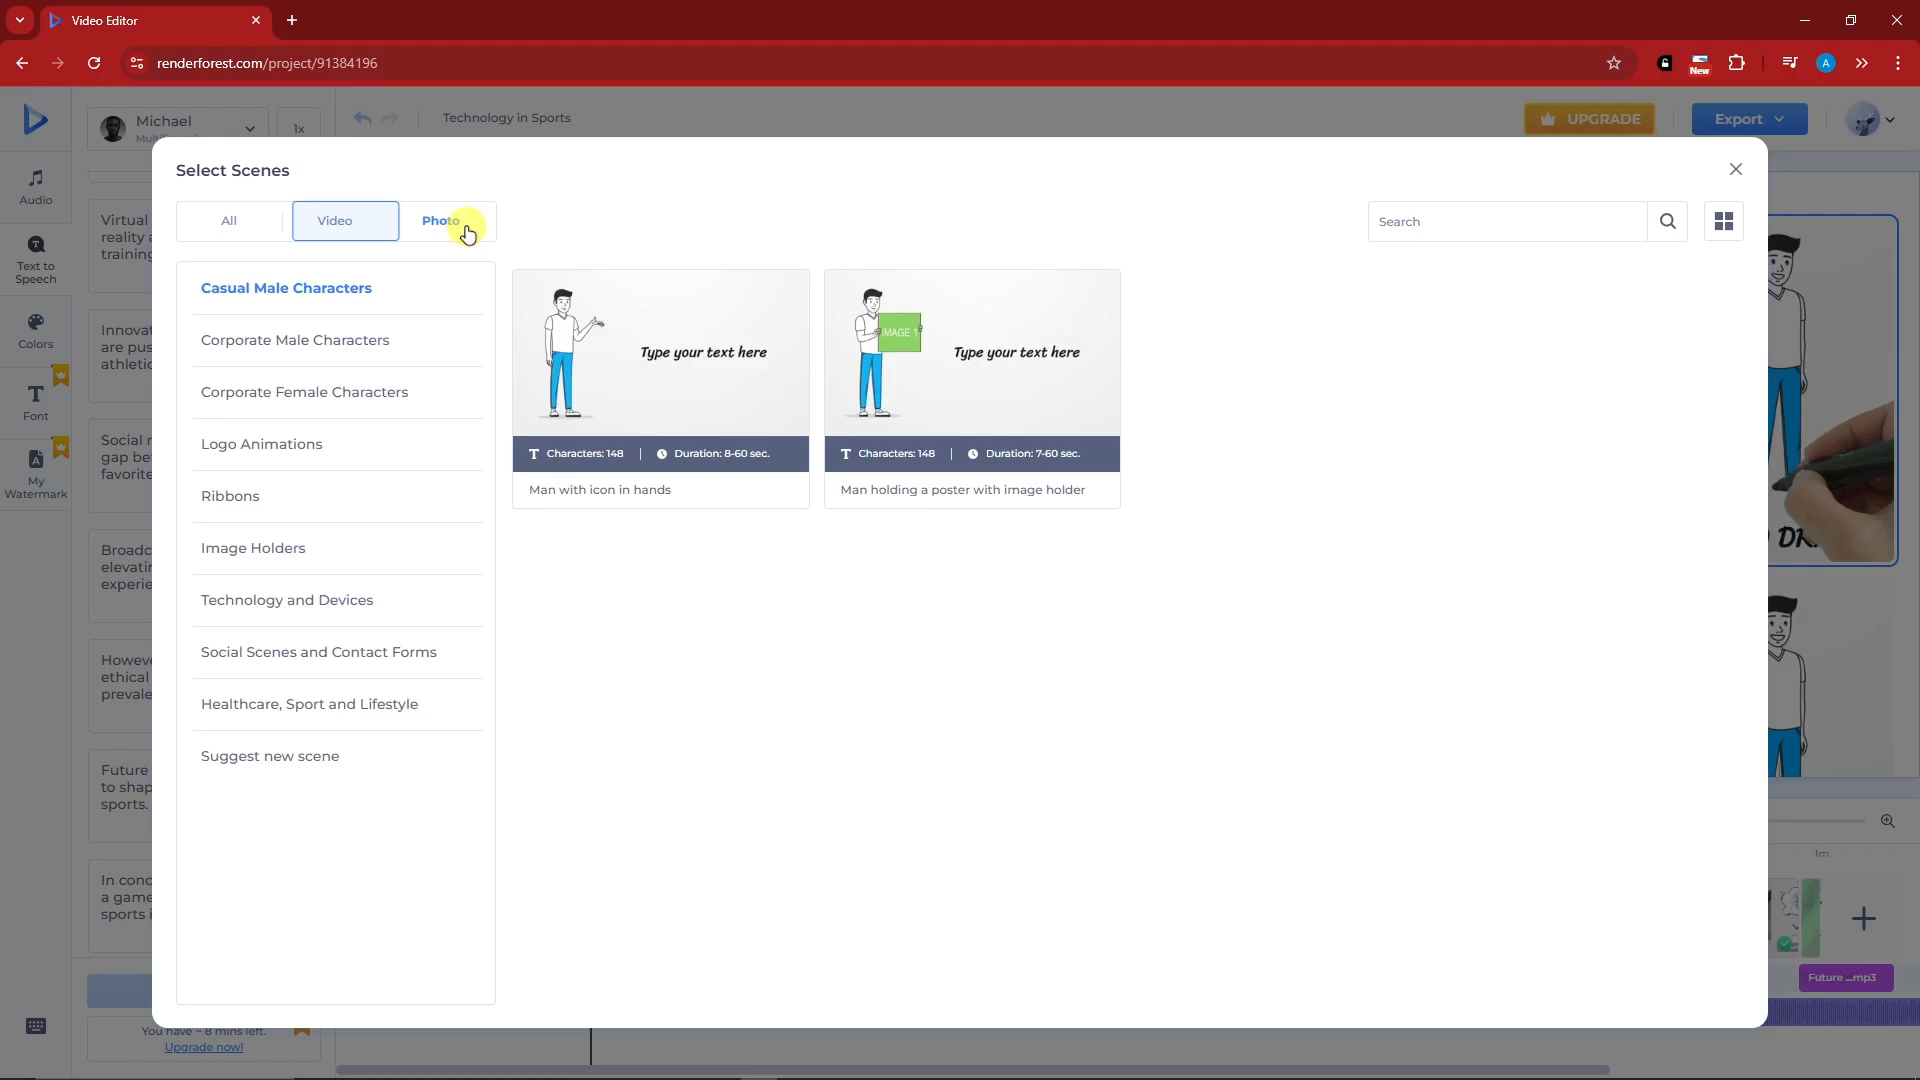 Video Editor
renderforest.com/project/91384196
New
A
Michael
1x
Technology in Sports
UPGRADE
Export
Select Scenes
All
Video
Photo
Search
Audio
Text to
Speech
Colors
Font
My
Watermark
Virtual
reality
training
Innovat
are pus
athletic
Social
gap be
favorite
Broadc
elevatin
experie
Howeve
ethical
prevale
Future
to shap
sports.
In conc
a game
sports i
Casual Male Characters
Corporate Male Characters
Corporate Female Characters
Logo Animations
Ribbons
Image Holders
Technology and Devices
Social Scenes and Contact Forms
Healthcare, Sport and Lifestyle
Suggest new scene
Type your text here
Characters: 148
Duration: 8-60 sec.
Man with icon in hands
IMAGE 1
Type your text here
Characters: 148
Duration: 7-60 sec.
Man holding a poster with image holder
1m
Future ...mp3
You have ~ 8 mins left.
Upgrade now!